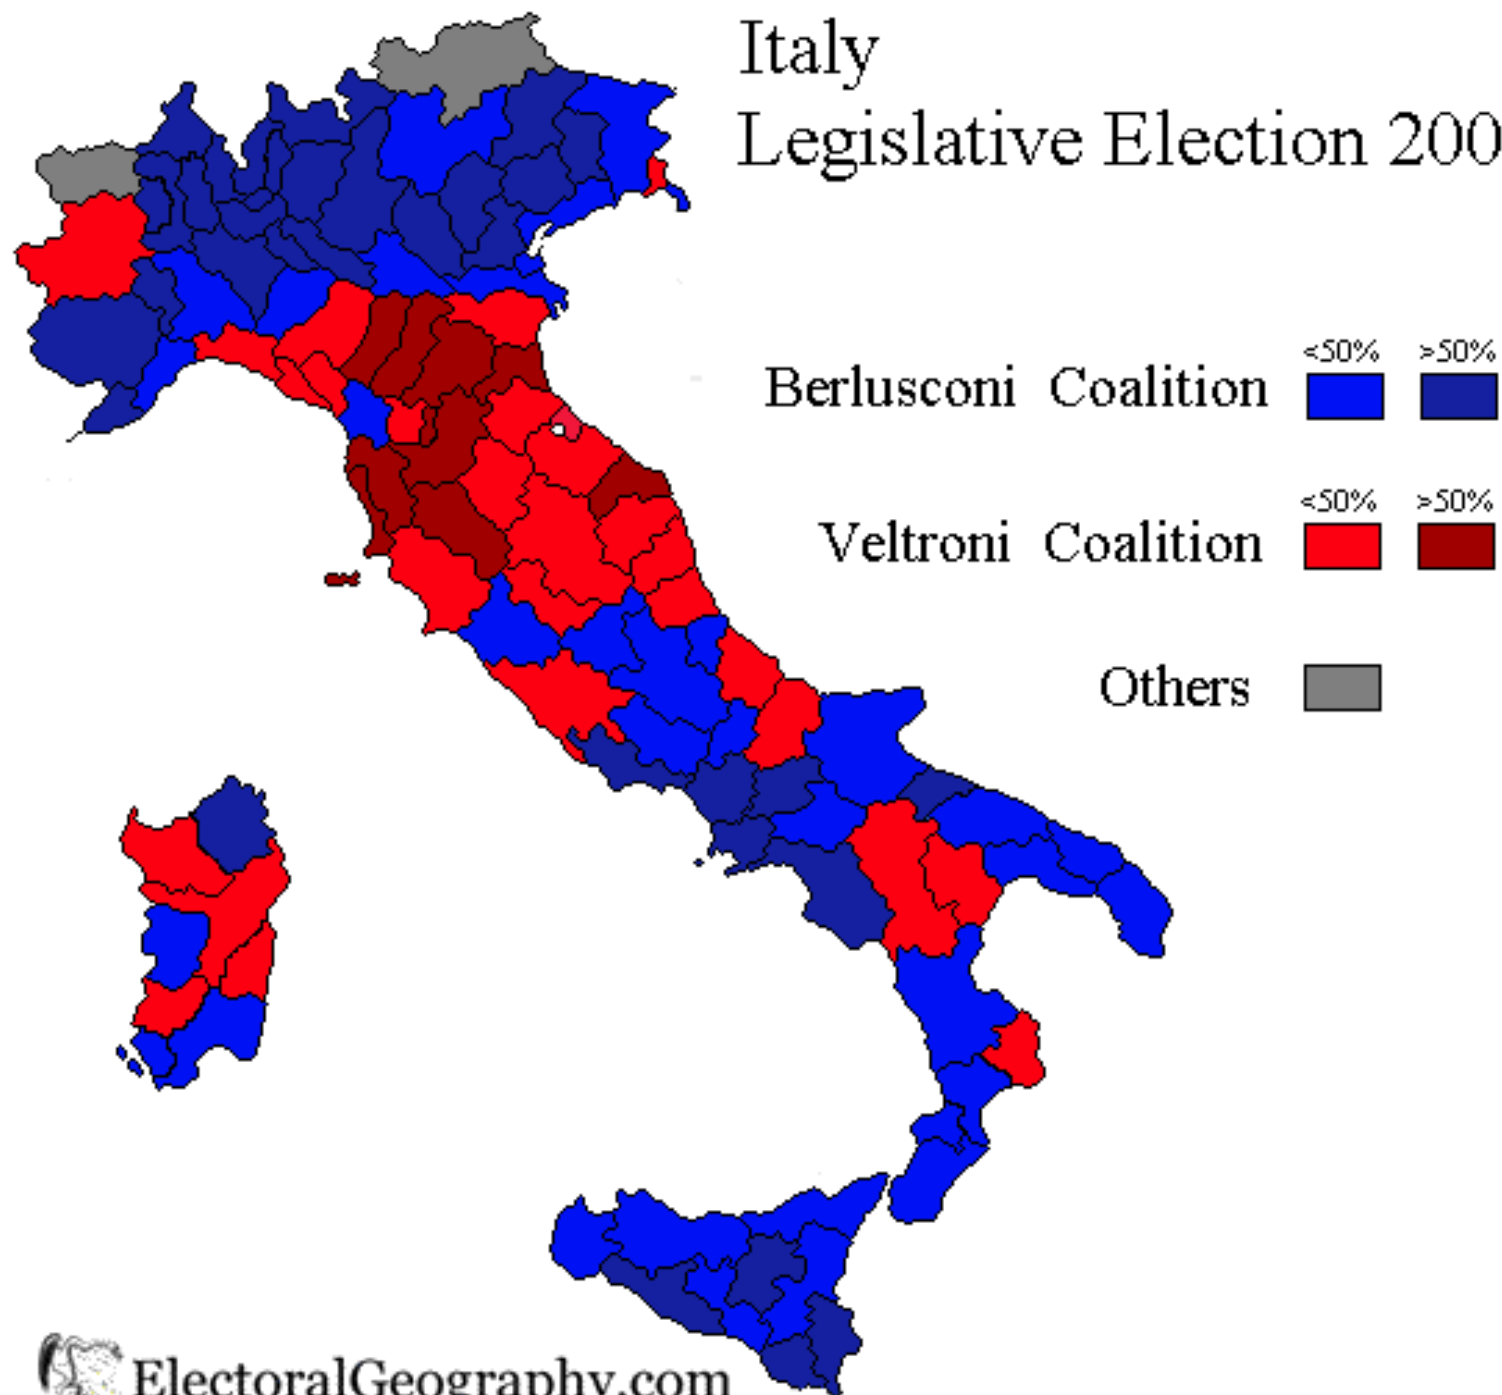 Italy
Legislative Election 200
<50% >50%
Berlusconi Coalition
<50% >50%
Veltroni Coalition
Others
ElectoralGeography.com